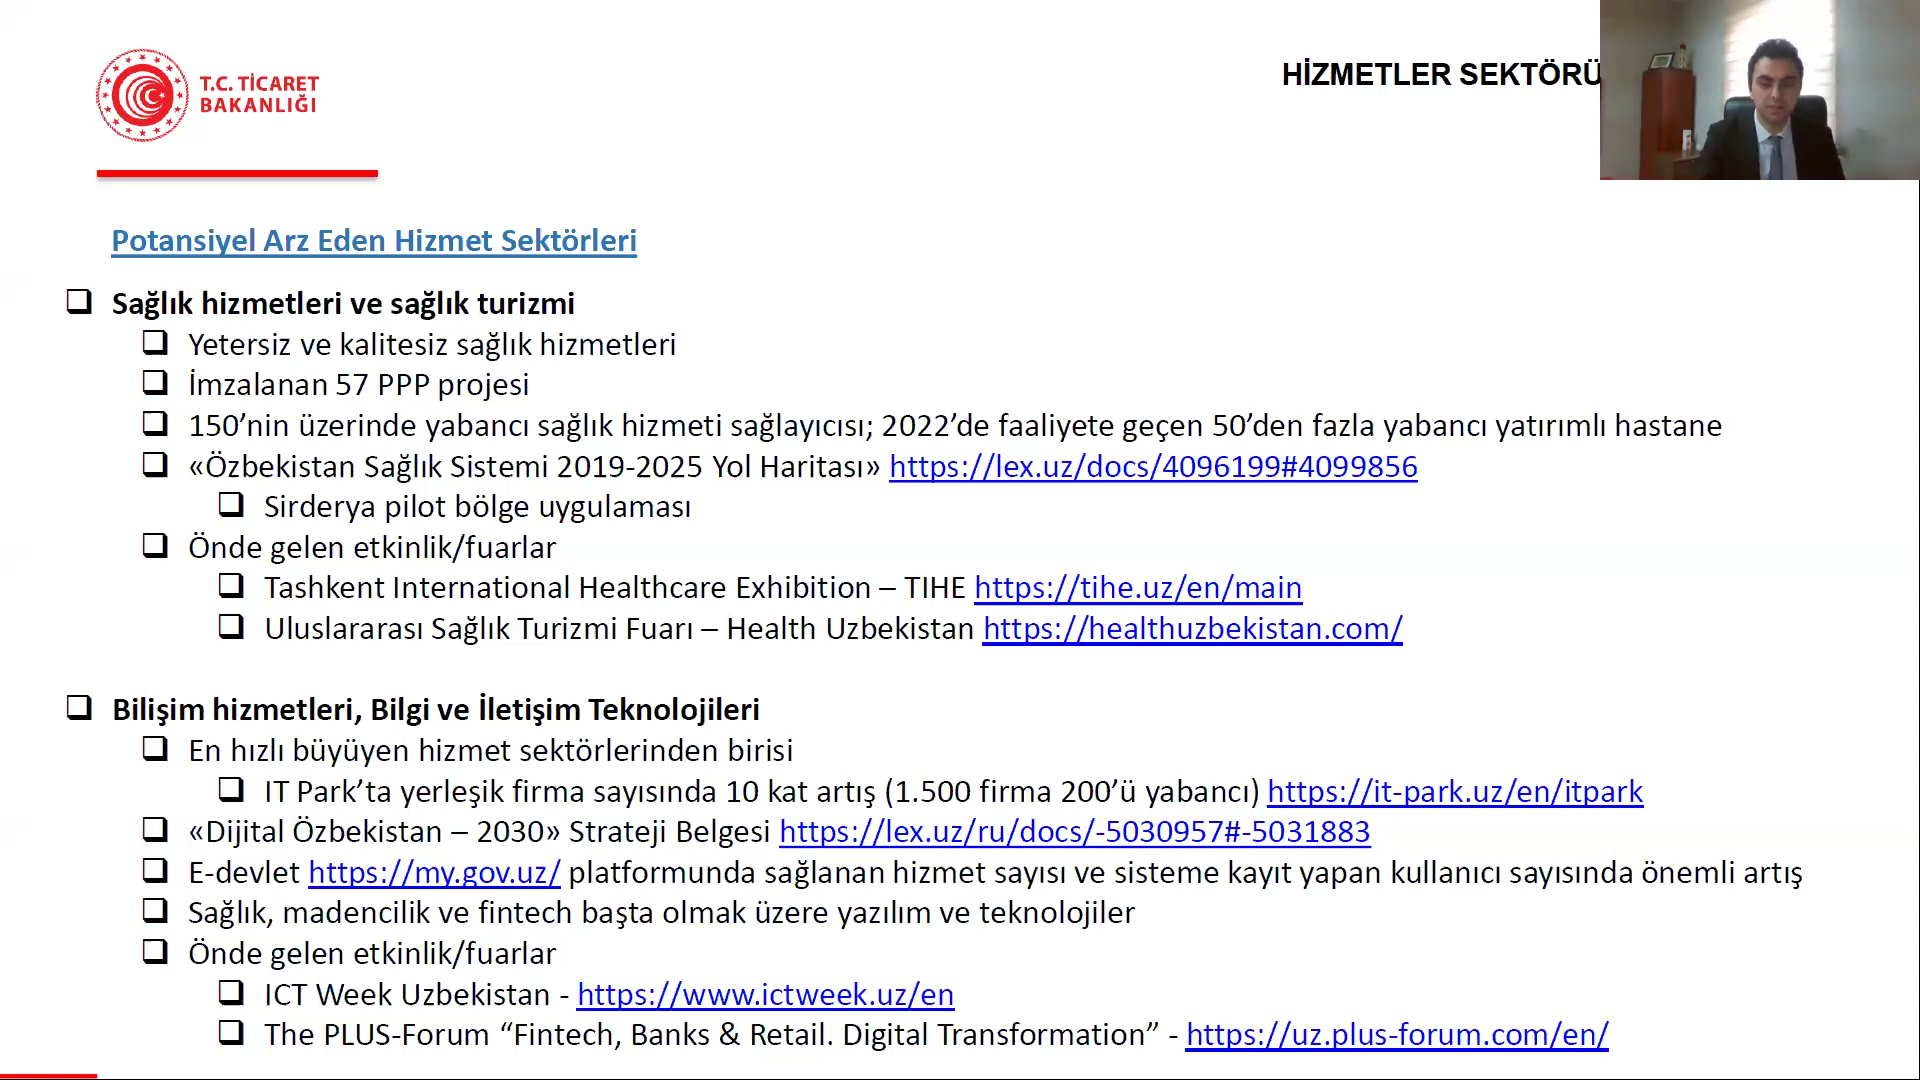 T.C. TİCARET
BAKANLIĞI
HİZMETLER SEKTÖRÜ
Potansiyel Arz Eden Hizmet Sektörleri
Sağlık hizmetleri ve sağlık turizmi
Yetersiz ve kalitesiz sağlık hizmetleri
İmzalanan 57 PPP projesi
150’nin üzerinde yabancı sağlık hizmeti sağlayıcısı; 2022’de faaliyete geçen 50’den fazla yabancı yatırımlı hastane
«Özbekistan Sağlık Sistemi 2019-2025 Yol Haritası» https://lex.uz/docs/4096199#4099856
Sirderya pilot bölge uygulaması
Önde gelen etkinlik/fuarlar
Tashkent International Healthcare Exhibition – TIHE https://tihe.uz/en/main
Uluslararası Sağlık Turizmi Fuarı – Health Uzbekistan https://healthuzbekistan.com/
Bilişim hizmetleri, Bilgi ve İletişim Teknolojileri
En hızlı büyüyen hizmet sektörlerinden birisi
IT Park’ta yerleşik firma sayısında 10 kat artış (1.500 firma 200’ü yabancı) https://it-park.uz/en/itpark
«Dijital Özbekistan – 2030» Strateji Belgesi https://lex.uz/ru/docs/-5030957#-5031883
E-devlet https://my.gov.uz/ platformunda sağlanan hizmet sayısı ve sisteme kayıt yapan kullanıcı sayısında önemli artış
Sağlık, madencilik ve fintech başta olmak üzere yazılım ve teknolojiler
Önde gelen etkinlik/fuarlar
ICT Week Uzbekistan - https://www.ictweek.uz/en
The PLUS-Forum “Fintech, Banks & Retail. Digital Transformation” - https://uz.plus-forum.com/en/